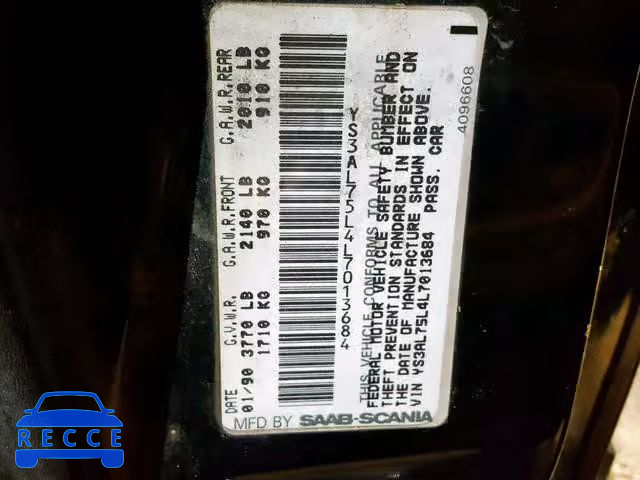 DATE G.V.W.R. G.A.W.R.FRONT G.A.W.R.REAR
01/90 3770 LB 2140 LB 2010 LB
1710 KG 970 KG 910 KG
YS3AL75L4L7013684
THIS VEHICLE CONFORMS TO ALL APPLICABLE
FEDERAL MOTOR VEHICLE SAFETY BUMBER AND
THEFT PREVENTION STANDARDS IN EFFECT ON
THE DATE OF MANUFACTURE SHOWN ABOVE.
VIN YS3AL75L4L7013684 PASS. CAR
MFD BY SAAB-SCANIA
4096608
RECCE